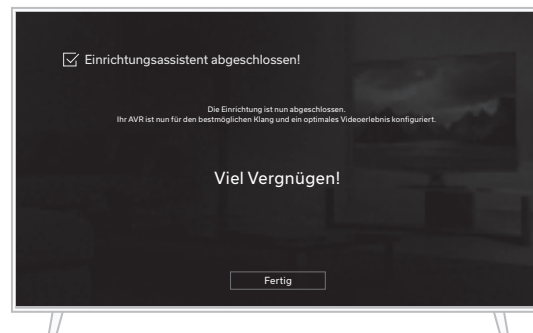 Einrichtungsassistent abgeschlossen!
Die Einrichtung ist nun abgeschlossen.
Ihr AVR ist nun für den bestmöglichen Klang und ein optimales Videoerlebnis konfiguriert.
Viel Vergnügen!
Fertig